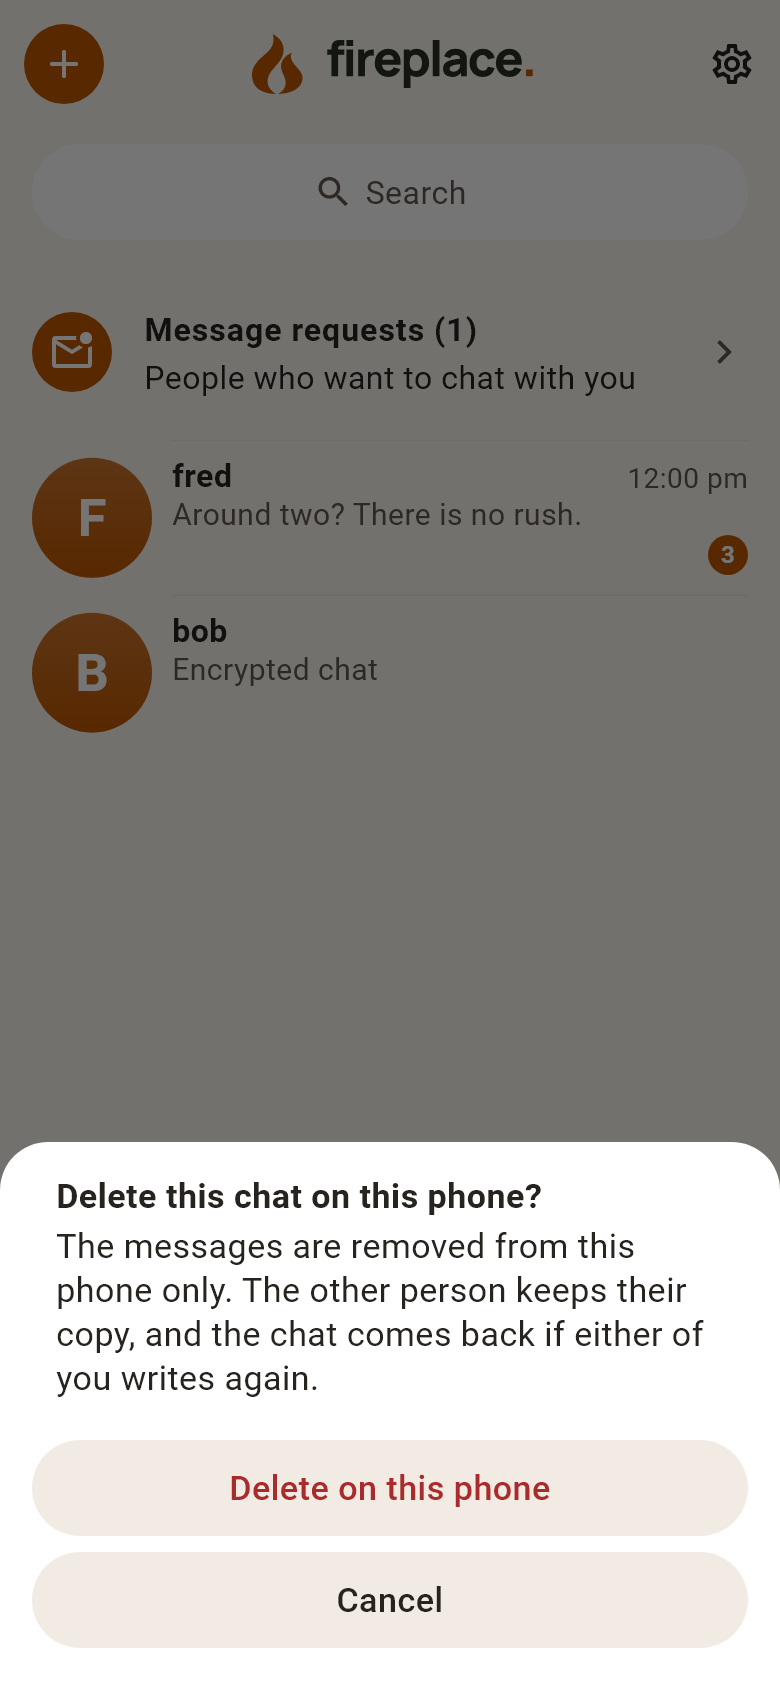 fireplace.
Search
Message requests (1)
People who want to chat with you
F
fred
12:00 pm
Around two? There is no rush.
3
B
bob
Encrypted chat
Delete this chat on this phone?
The messages are removed from this
phone only. The other person keeps their
copy, and the chat comes back if either of
you writes again.
Delete on this phone
Cancel